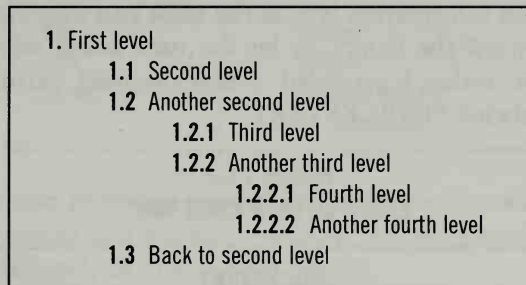 1. First level
1.1 Second level
1.2 Another second level
1.2.1 Third level
1.2.2 Another third level
1.2.2.1 Fourth level
1.2.2.2 Another fourth level
1.3 Back to second level